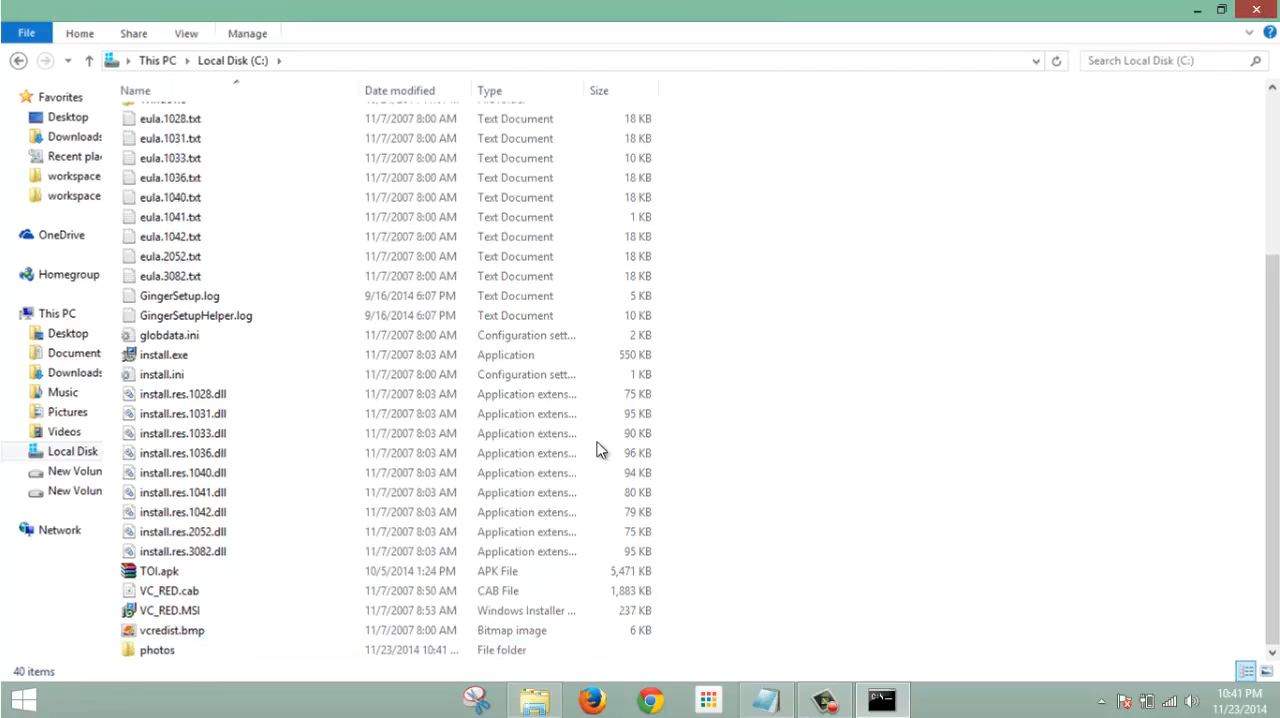 File Home Share View Manage
This PC Local Disk (C:) Search Local Disk (C:)
Name Date modified Type Size
Favorites
Desktop
Downloads
Recent pla
workspace
workspace
OneDrive
Homegroup
This PC
Desktop
Document
Downloads
Music
Pictures
Videos
Local Disk
New Volun
New Volun
Network
eula.1028.txt 11/7/2007 8:00 AM Text Document 18 KB
eula.1031.txt 11/7/2007 8:00 AM Text Document 18 KB
eula.1033.txt 11/7/2007 8:00 AM Text Document 10 KB
eula.1036.txt 11/7/2007 8:00 AM Text Document 18 KB
eula.1040.txt 11/7/2007 8:00 AM Text Document 18 KB
eula.1041.txt 11/7/2007 8:00 AM Text Document 1 KB
eula.1042.txt 11/7/2007 8:00 AM Text Document 18 KB
eula.2052.txt 11/7/2007 8:00 AM Text Document 18 KB
eula.3082.txt 11/7/2007 8:00 AM Text Document 18 KB
GingerSetup.log 9/16/2014 6:07 PM Text Document 5 KB
GingerSetupHelper.log 9/16/2014 6:07 PM Text Document 10 KB
globdata.ini 11/7/2007 8:00 AM Configuration sett... 2 KB
install.exe 11/7/2007 8:03 AM Application 550 KB
install.ini 11/7/2007 8:00 AM Configuration sett... 1 KB
install.res.1028.dll 11/7/2007 8:03 AM Application extens... 75 KB
install.res.1031.dll 11/7/2007 8:03 AM Application extens... 95 KB
install.res.1033.dll 11/7/2007 8:03 AM Application extens... 90 KB
install.res.1036.dll 11/7/2007 8:03 AM Application extens... 96 KB
install.res.1040.dll 11/7/2007 8:03 AM Application extens... 94 KB
install.res.1041.dll 11/7/2007 8:03 AM Application extens... 80 KB
install.res.1042.dll 11/7/2007 8:03 AM Application extens... 79 KB
install.res.2052.dll 11/7/2007 8:03 AM Application extens... 75 KB
install.res.3082.dll 11/7/2007 8:03 AM Application extens... 95 KB
TOI.apk 10/5/2014 1:24 PM APK File 5,471 KB
VC_RED.cab 11/7/2007 8:50 AM CAB File 1,883 KB
VC_RED.MSI 11/7/2007 8:53 AM Windows Installer ... 237 KB
vcredist.bmp 11/7/2007 8:00 AM Bitmap image 6 KB
photos 11/23/2014 10:41 ... File folder
40 items
10:41 PM
11/23/2014